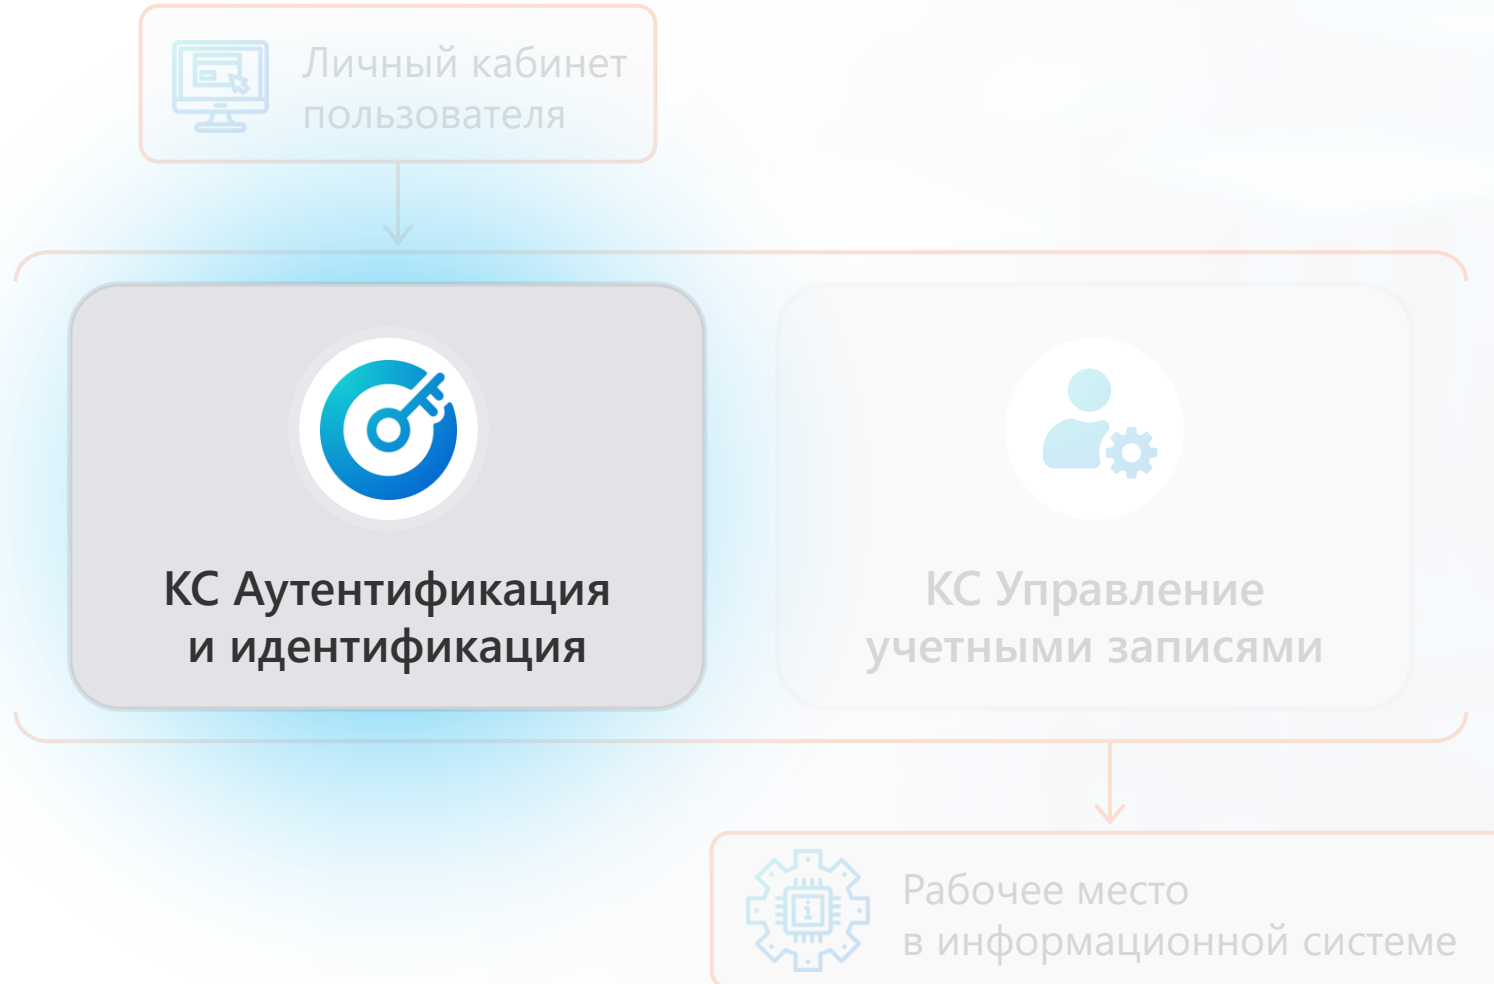 Личный кабинет
пользователя
КС Аутентификация
и идентификация
КС Управление
учетными записями
Рабочее место
в информационной системе